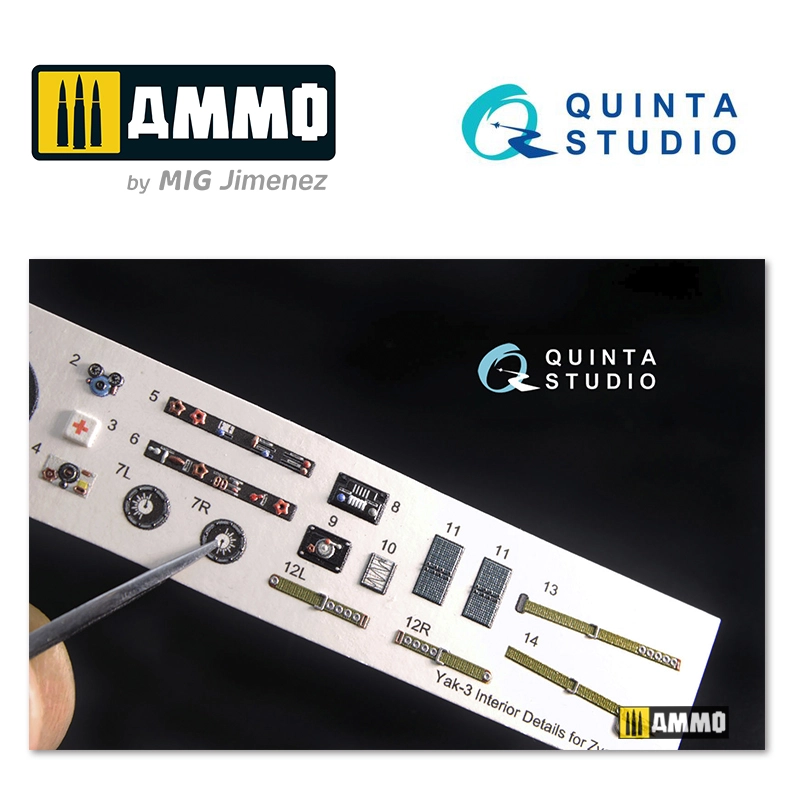 AMMO
by MIG Jimenez
QUINTA
STUDIO
QUINTA
STUDIO
2
3
4
5
6
7L
7R
8
9
10
11
11
12L
12R
13
14
Yak-3 Interior Details for
AMMO